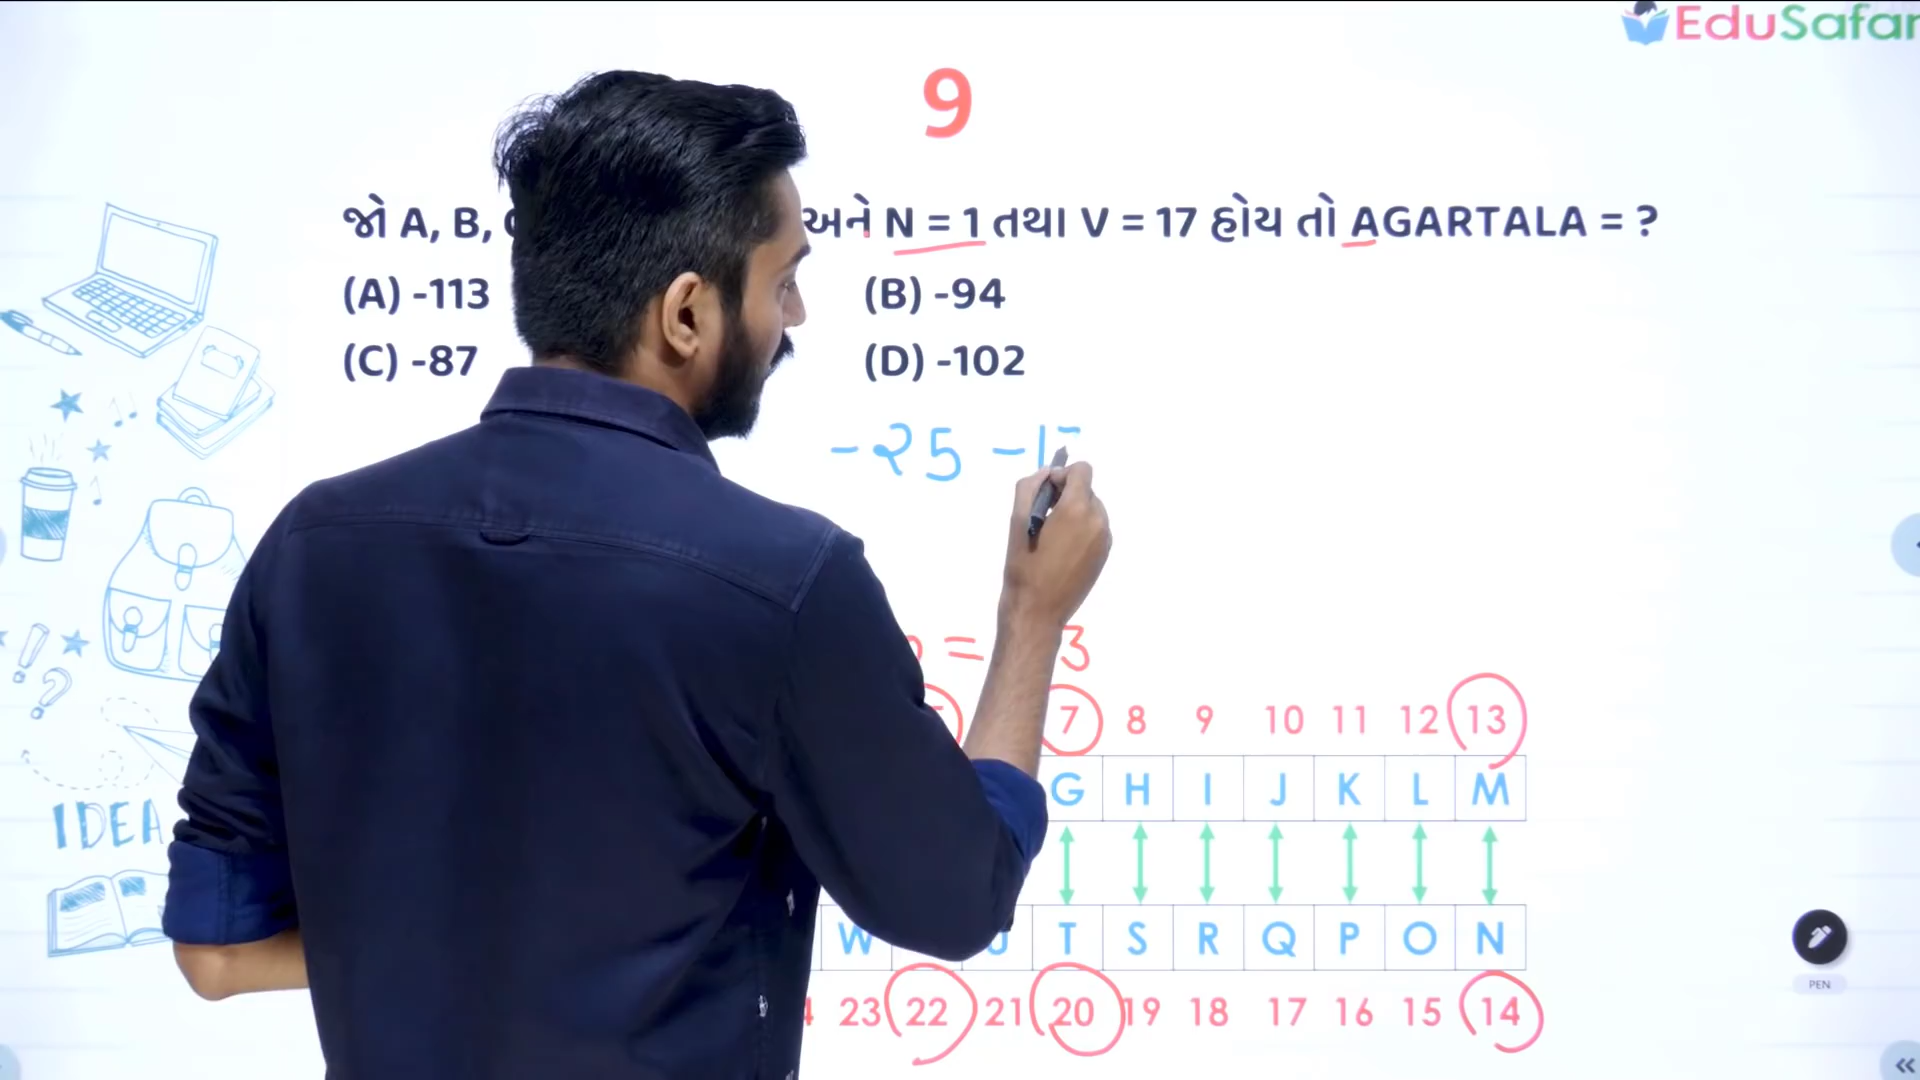 EduSafar
9
જો A, B, અને N = 1 તથા V = 17 હોય તો AGARTALA = ?
(A) -113 (B) -94
(C) -87 (D) -102
-૨5 -1
= 3
7 8 9 10 11 12 13
G H I J K L M
W U T S R Q P O N
23 22 21 20 19 18 17 16 15 14
IDEA
PEN